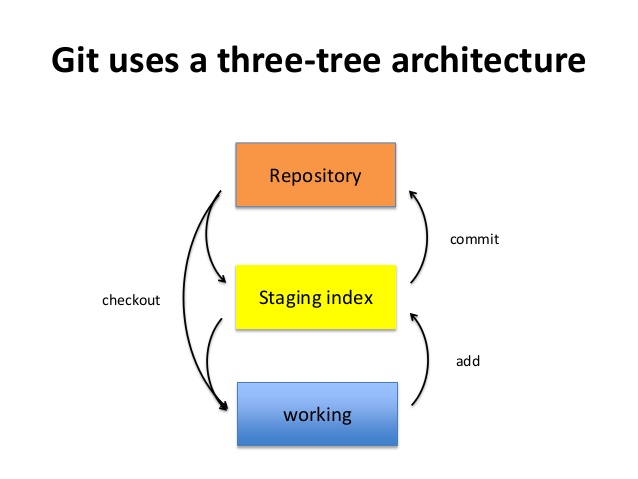 Git uses a three-tree architecture
Repository
commit
Staging index
checkout
add
working